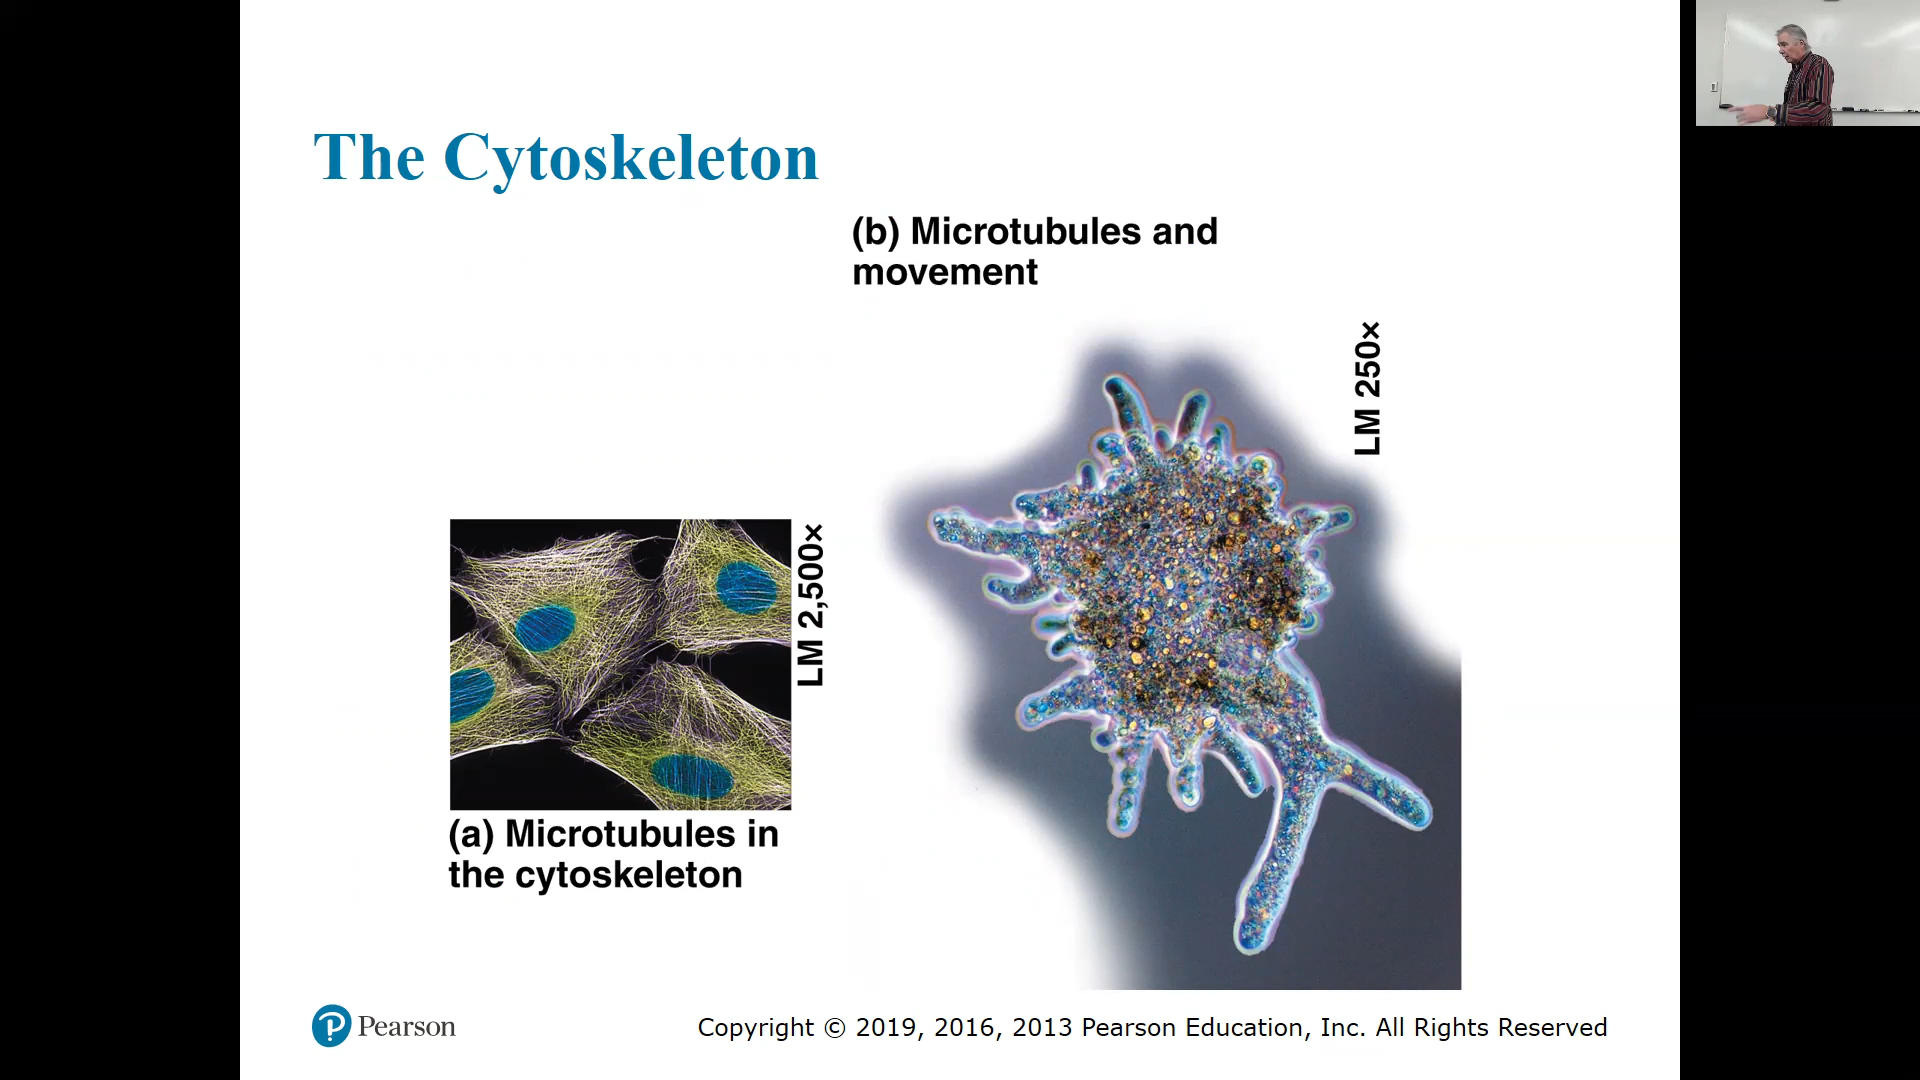 The Cytoskeleton
(b) Microtubules and
movement
LM 250×
LM 2,500×
(a) Microtubules in
the cytoskeleton
Pearson
Copyright © 2019, 2016, 2013 Pearson Education, Inc. All Rights Reserved